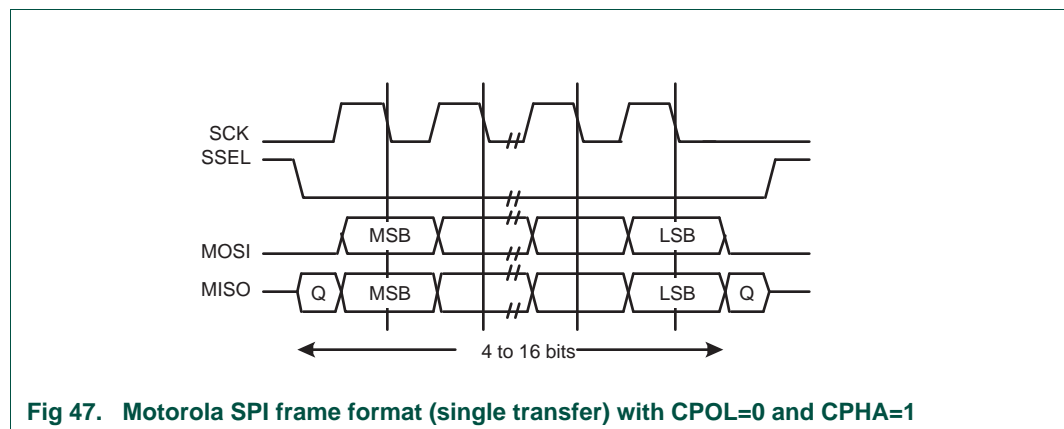 SCK
SSEL
MOSI
MSB
LSB
MISO
Q
MSB
LSB
Q
4 to 16 bits
Fig 47. Motorola SPI frame format (single transfer) with CPOL=0 and CPHA=1